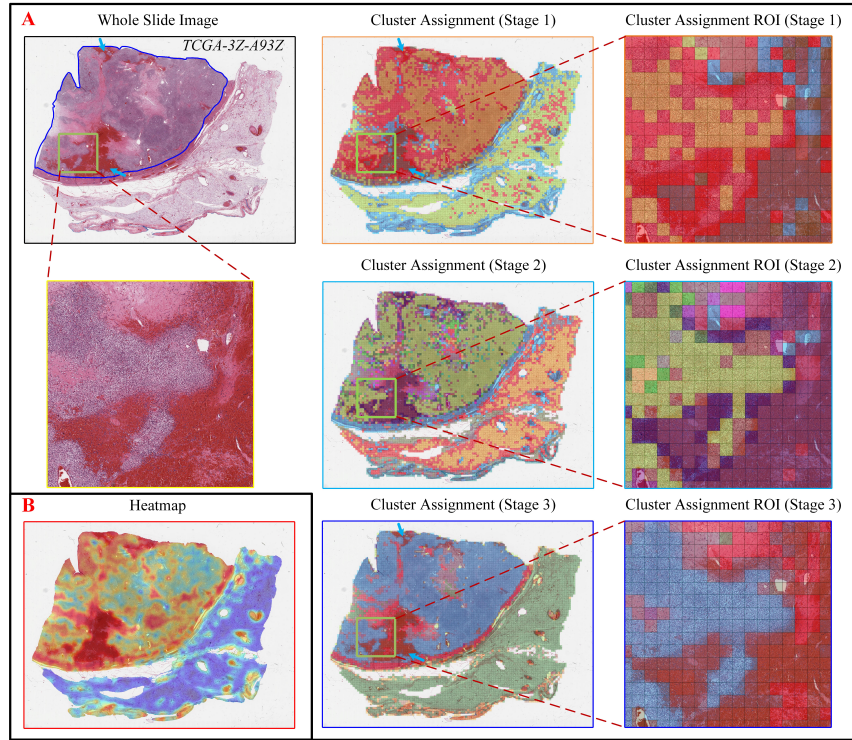 A
Whole Slide Image
Cluster Assignment (Stage 1)
Cluster Assignment ROI (Stage 1)
TCGA-3Z-A93Z
Cluster Assignment (Stage 2)
Cluster Assignment ROI (Stage 2)
B
Heatmap
Cluster Assignment (Stage 3)
Cluster Assignment ROI (Stage 3)